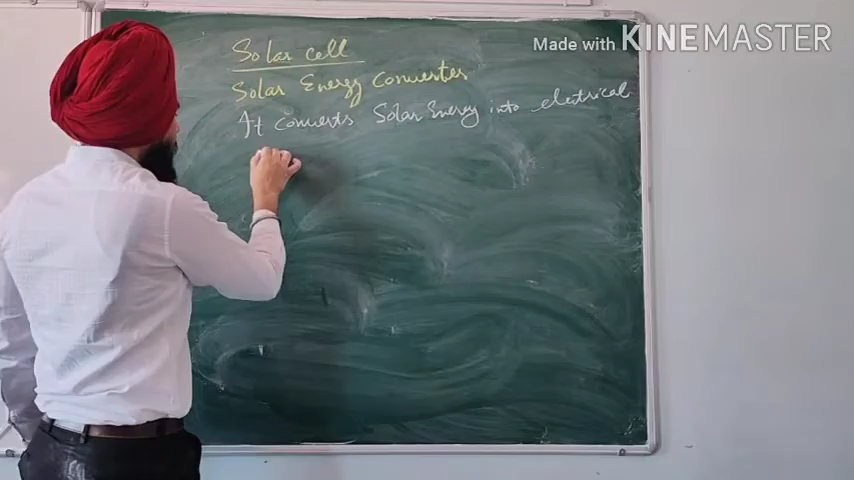 Made with KINEMASTER
Solar cell
Solar Energy Converter
It converts Solar Energy into electrical